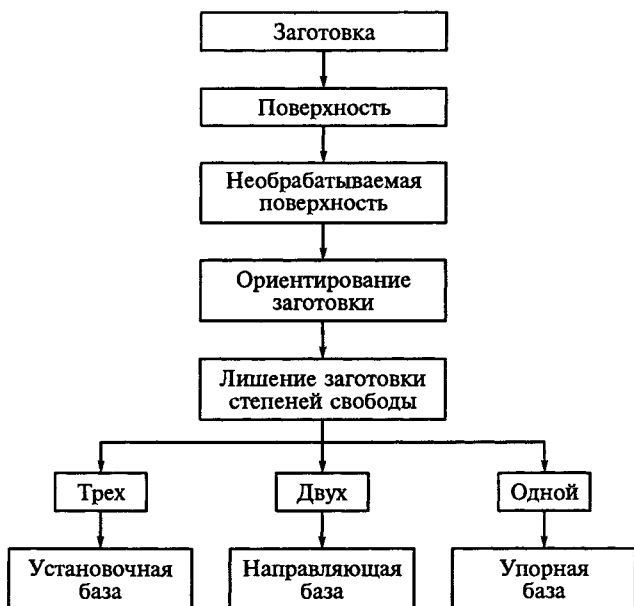 Заготовка
Поверхность
Необрабатываемая
поверхность
Ориентирование
заготовки
Лишение заготовки
степеней свободы
Трех
Двух
Одной
Установочная
база
Направляющая
база
Упорная
база